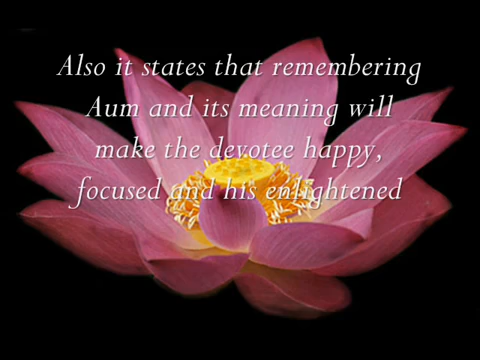 Also it states that remembering
Aum and its meaning will
make the devotee happy,
focused and his enlightened